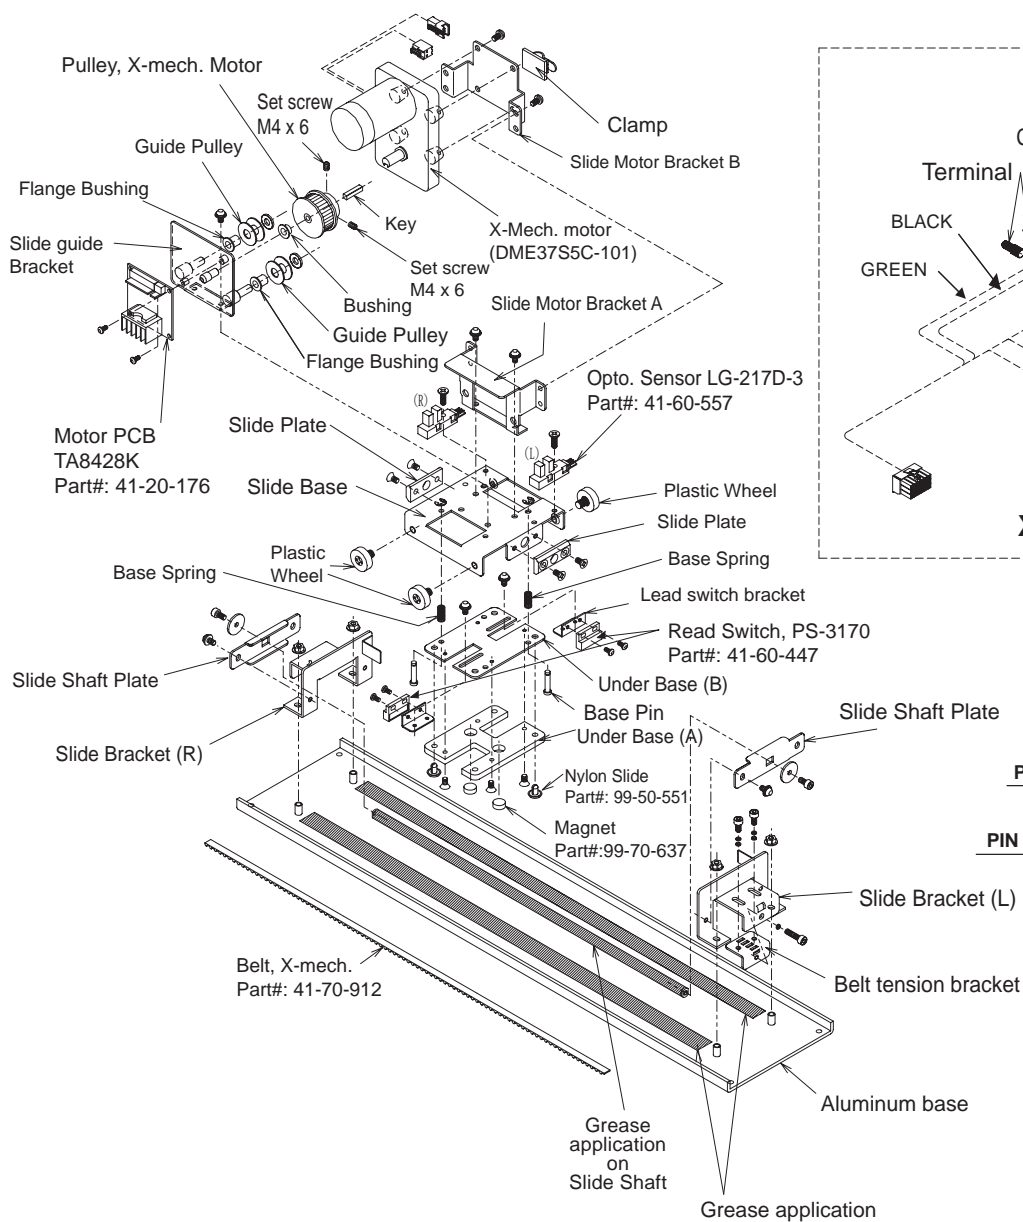 Pulley, X-mech. Motor
Set screw
M4 x 6
Guide Pulley
Flange Bushing
Slide guide
Bracket
Clamp
Slide Motor Bracket B
Key
X-Mech. motor
(DME37S5C-101)
Set screw
M4 x 6
Bushing
Guide Pulley
Flange Bushing
Slide Motor Bracket A
Motor PCB
TA8428K
Part#: 41-20-176
(R)
(L)
Opto. Sensor LG-217D-3
Part#: 41-60-557
Slide Plate
Slide Base
Plastic Wheel
Slide Plate
Plastic
Wheel
Base Spring
Base Spring
Lead switch bracket
Read Switch, PS-3170
Part#: 41-60-447
Slide Shaft Plate
Under Base (B)
Base Pin
Under Base (A)
Slide Shaft Plate
Slide Bracket (R)
Nylon Slide
Part#: 99-50-551
Magnet
Part#:99-70-637
Slide Bracket (L)
Belt, X-mech.
Part#: 41-70-912
Belt tension bracket
Aluminum base
Grease
application
on
Slide Shaft
Grease application
Terminal
BLACK
GREEN
P
PIN